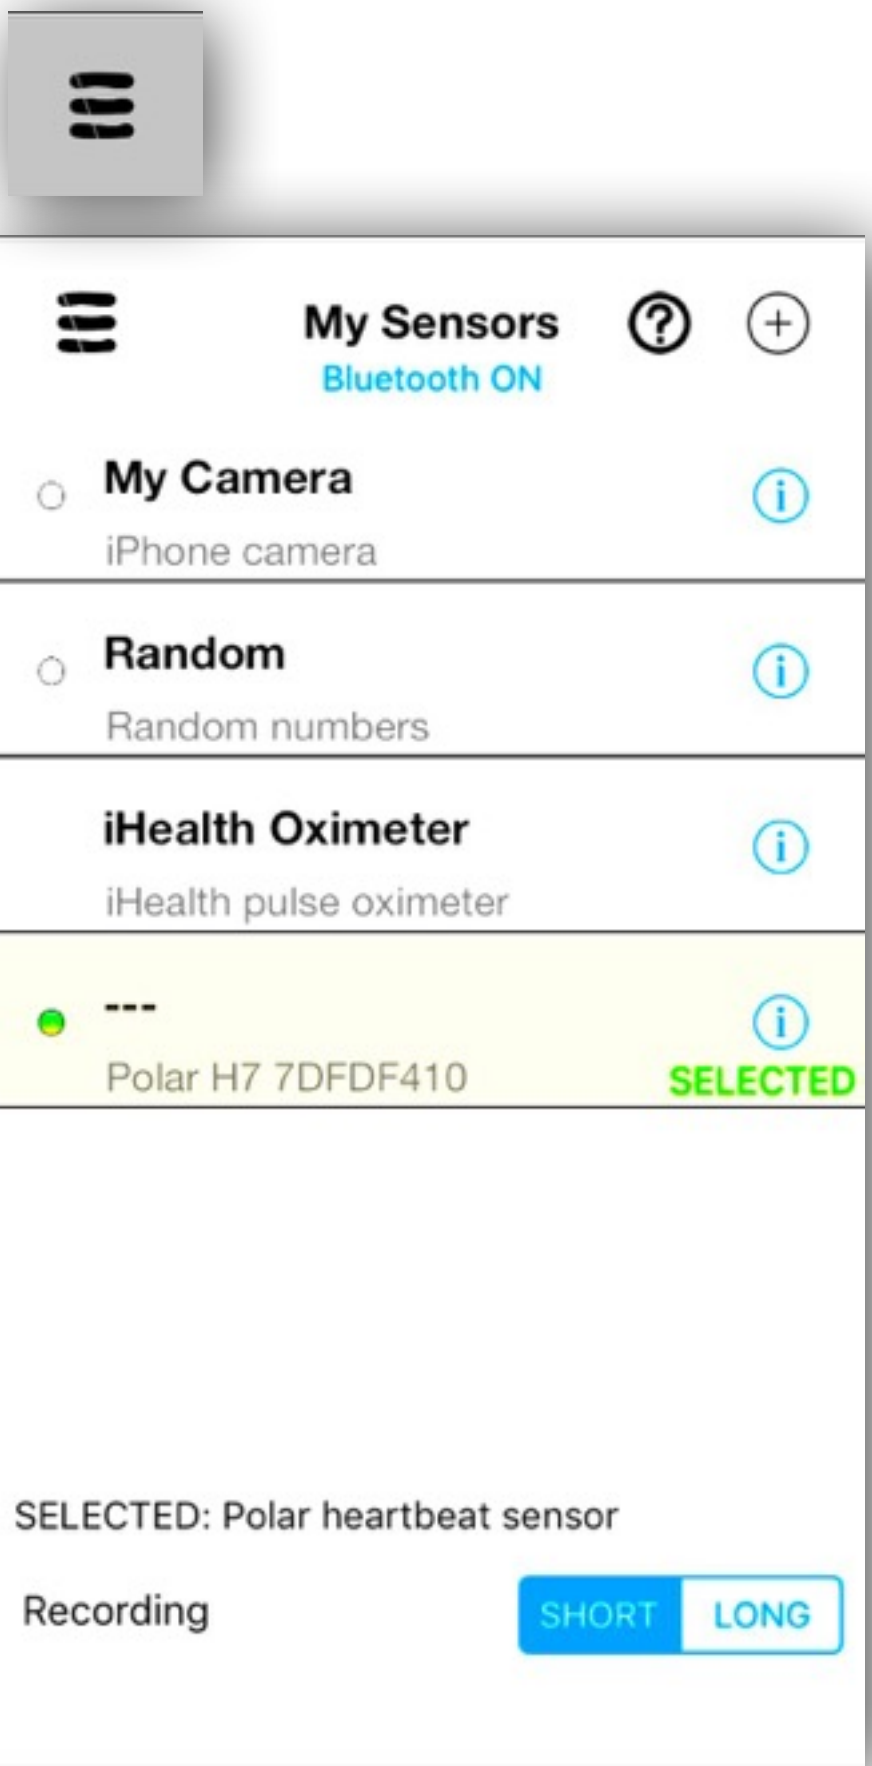 My Sensors
Bluetooth ON
My Camera
iPhone camera
Random
Random numbers
iHealth Oximeter
iHealth pulse oximeter
---
Polar H7 7DFDF410
SELECTED
SELECTED: Polar heartbeat sensor
Recording SHORT LONG